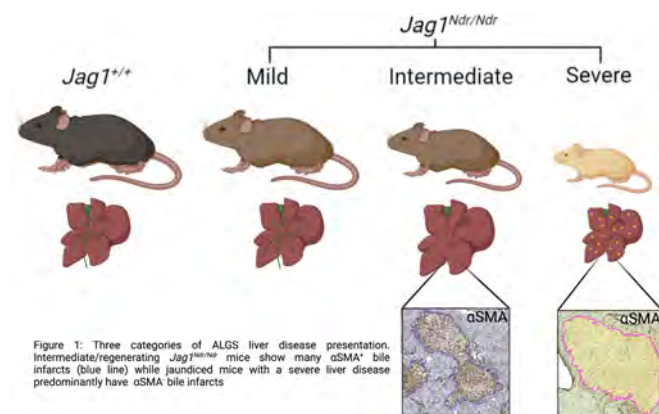 Jag1Ndr/Ndr
Jag1+/+
Mild
Intermediate
Severe
αSMA
αSMA
Figure 1: Three categories of ALGS liver disease presentation.
Intermediate/regenerating Jag1Ndr/Ndr mice show many αSMA+ bile
infarcts (blue line) while jaundiced mice with a severe liver disease
predominantly have αSMA- bile infarcts